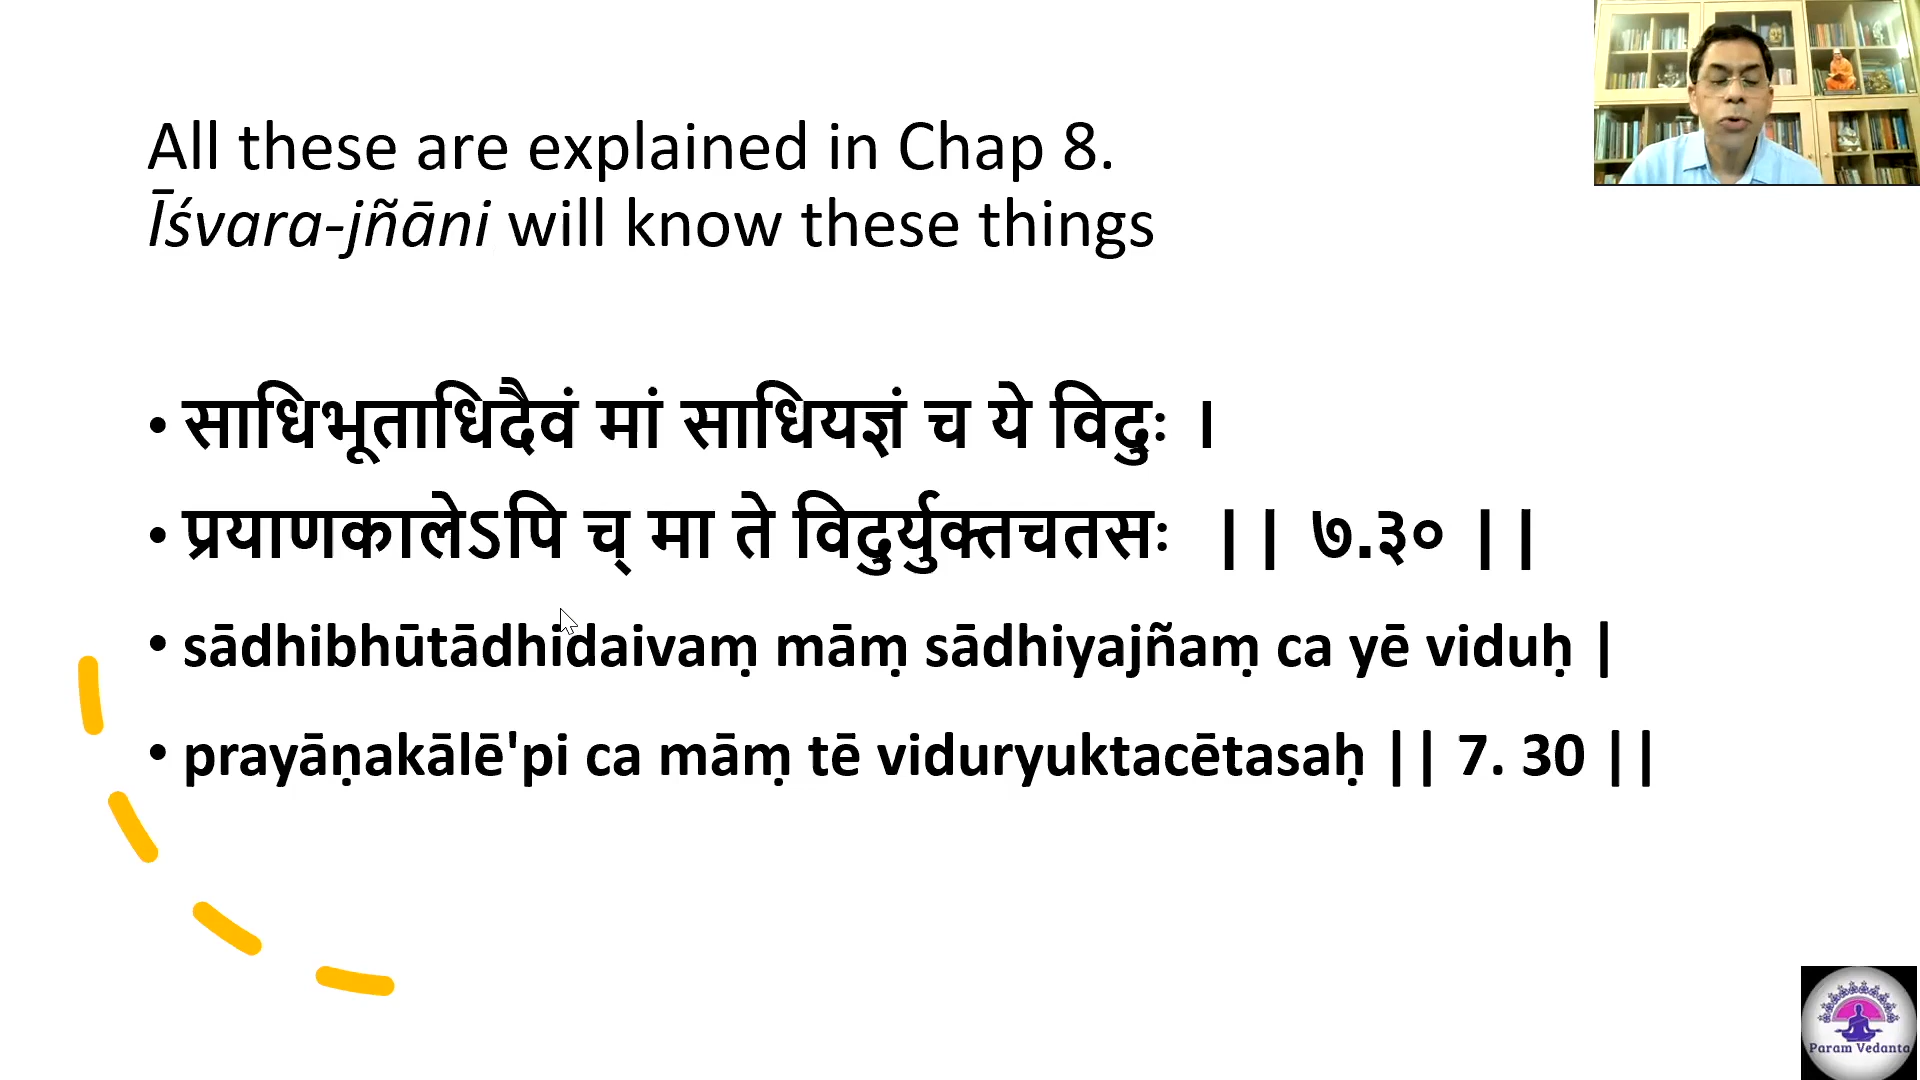 All these are explained in Chap 8.
Īśvara-jñāni will know these things
• साधिभूताधिदैवं मां साधियज्ञं च ये विदुः ।
• प्रयाणकालेऽपि च् मा ते विदुर्युक्तचतसः || ७.३० ||
• sādhibhūtādhidaivaṃ māṃ sādhiyajñaṃ ca yē viduḥ |
• prayāṇakālē'pi ca māṃ tē viduryuktacētasaḥ || 7. 30 ||
Param Vedanta